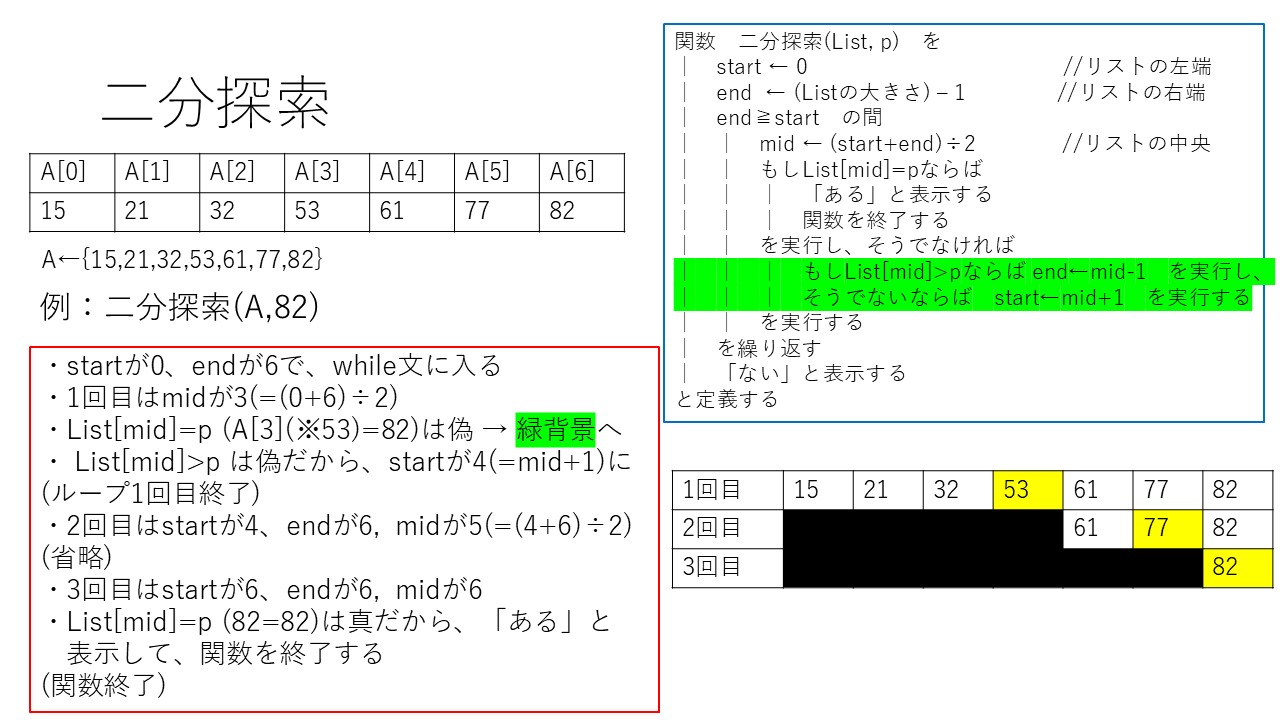 二分探索
A[0] A[1] A[2] A[3] A[4] A[5] A[6]
15 21 32 53 61 77 82
A←{15,21,32,53,61,77,82}
例：二分探索(A,82)
・startが0、endが6で、while文に入る
・1回目はmidが3(=(0+6)÷2)
・List[mid]=p (A[3](※53)=82)は偽 → 緑背景へ
・ List[mid]>p は偽だから、startが4(=mid+1)に
(ループ1回目終了)
・2回目はstartが4、endが6, midが5(=(4+6)÷2)
(省略)
・3回目はstartが6、endが6, midが6
・List[mid]=p (82=82)は真だから、「ある」と
表示して、関数を終了する
(関数終了)
関数　二分探索(List, p)　を
｜　start ← 0 //リストの左端
｜　end ← (Listの大きさ) – 1 //リストの右端
｜　end≧start　の間
｜　｜　mid ← (start+end)÷2 //リストの中央
｜　｜　もしList[mid]=pならば
｜　｜　｜　「ある」と表示する
｜　｜　｜　関数を終了する
｜　｜　を実行し、そうでなければ
｜　｜　｜　もしList[mid]>pならば end←mid-1　を実行し、
｜　｜　｜　そうでないならば　start←mid+1　を実行する
｜　｜　を実行する
｜　を繰り返す
｜　「ない」と表示する
と定義する
1回目 15 21 32 53 61 77 82
2回目 61 77 82
3回目 82